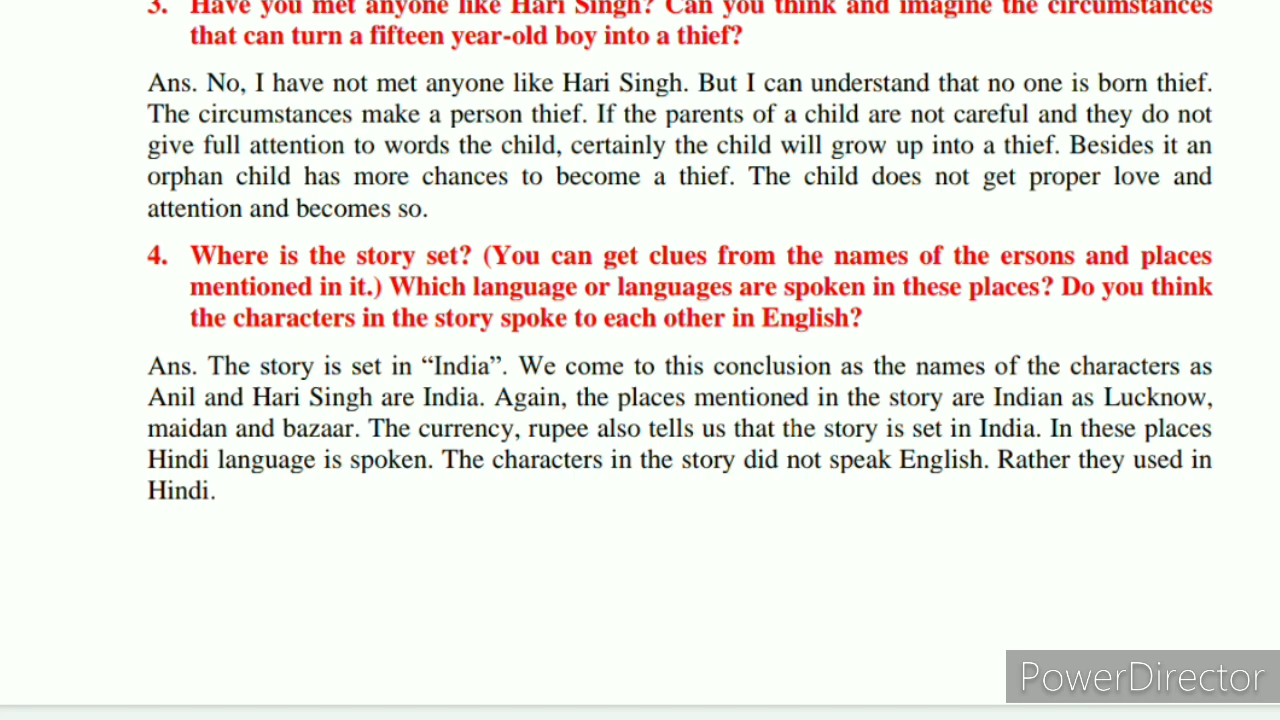 3. Have you met anyone like Hari Singh? Can you think and imagine the circumstances
that can turn a fifteen year-old boy into a thief?
Ans. No, I have not met anyone like Hari Singh. But I can understand that no one is born thief.
The circumstances make a person thief. If the parents of a child are not careful and they do not
give full attention to words the child, certainly the child will grow up into a thief. Besides it an
orphan child has more chances to become a thief. The child does not get proper love and
attention and becomes so.
4. Where is the story set? (You can get clues from the names of the ersons and places
mentioned in it.) Which language or languages are spoken in these places? Do you think
the characters in the story spoke to each other in English?
Ans. The story is set in “India”. We come to this conclusion as the names of the characters as
Anil and Hari Singh are India. Again, the places mentioned in the story are Indian as Lucknow,
maidan and bazaar. The currency, rupee also tells us that the story is set in India. In these places
Hindi language is spoken. The characters in the story did not speak English. Rather they used in
Hindi.
PowerDirector